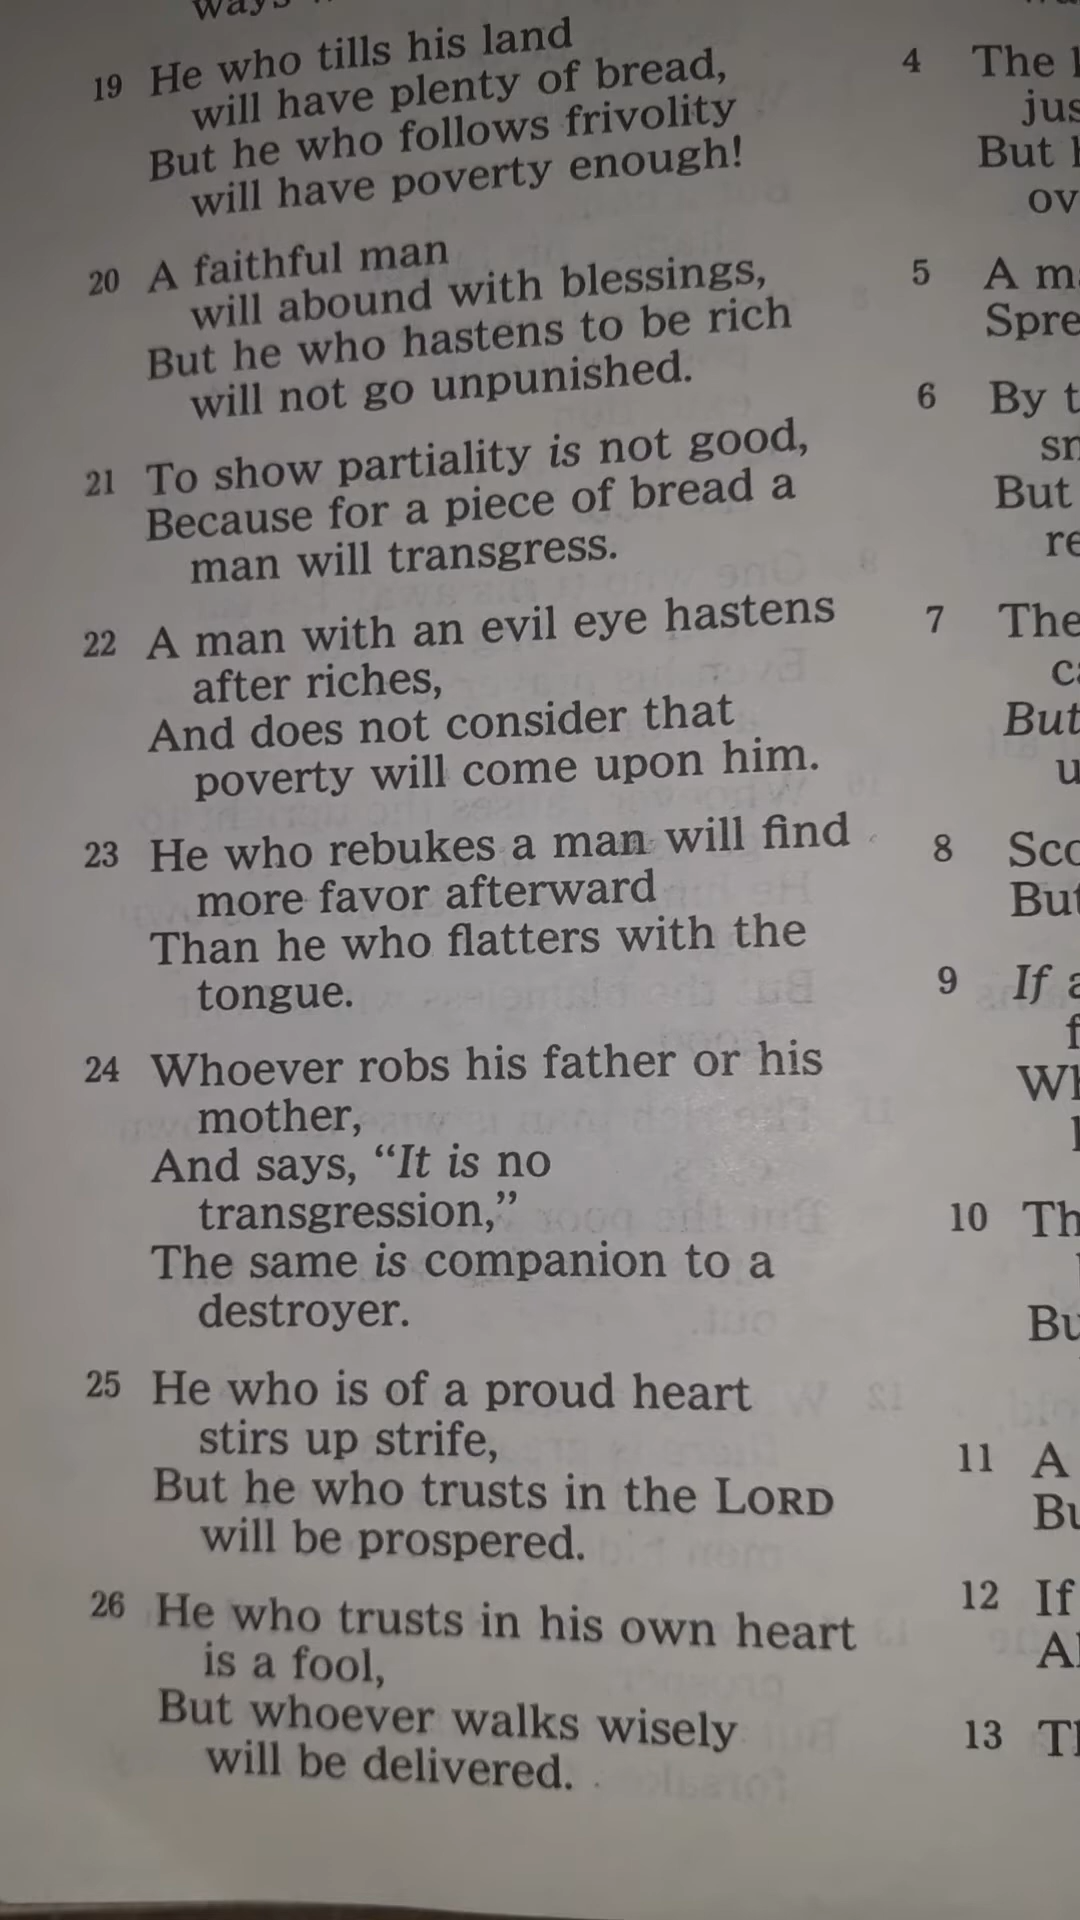 19 He who tills his land
will have plenty of bread,
But he who follows frivolity
will have poverty enough!
20 A faithful man
will abound with blessings,
But he who hastens to be rich
will not go unpunished.
21 To show partiality is not good,
Because for a piece of bread a
man will transgress.
22 A man with an evil eye hastens
after riches,
And does not consider that
poverty will come upon him.
23 He who rebukes a man will find
more favor afterward
Than he who flatters with the
tongue.
24 Whoever robs his father or his
mother,
And says, “It is no
transgression,”
The same is companion to a
destroyer.
25 He who is of a proud heart
stirs up strife,
But he who trusts in the LORD
will be prospered.
26 He who trusts in his own heart
is a fool,
But whoever walks wisely
will be delivered.
4 The
But
5 A
6 By
But
7 The
But
8
But
9 If
10
11 A
12 If
13